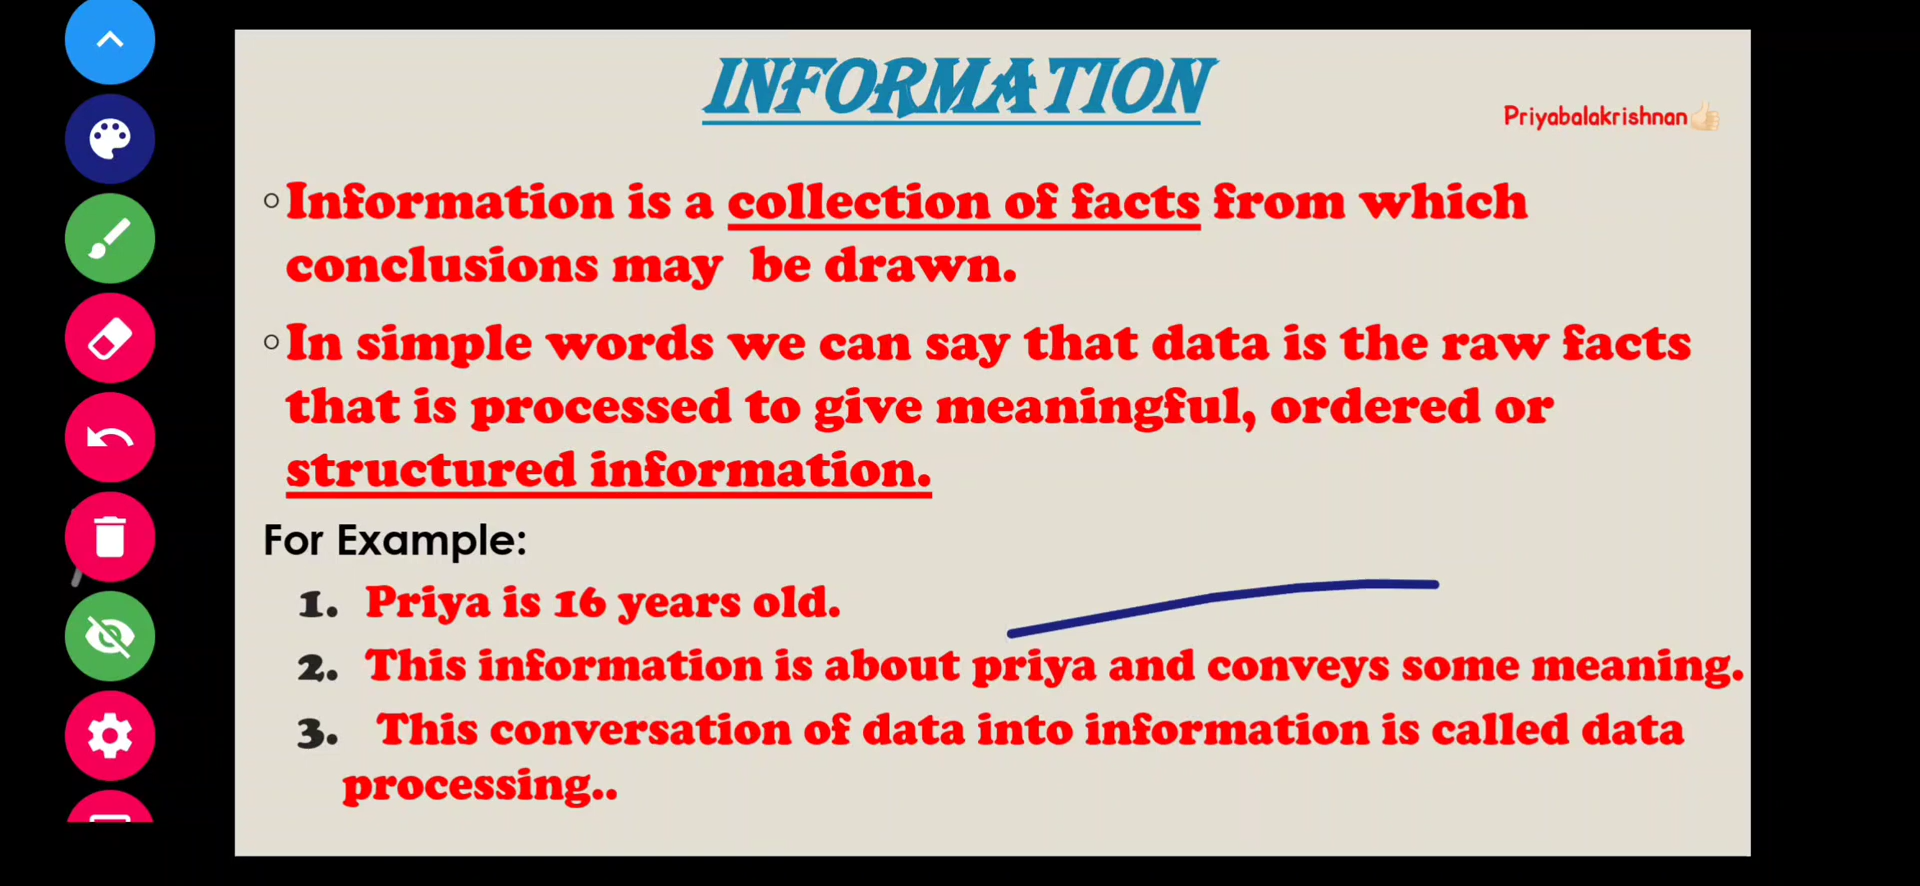 INFORMATION
Priyabalakrishnan👍🏻
Information is a collection of facts from which
conclusions may be drawn.
In simple words we can say that data is the raw facts
that is processed to give meaningful, ordered or
structured information.
For Example:
1. Priya is 16 years old.
2. This information is about priya and conveys some meaning.
3. This conversation of data into information is called data
processing..